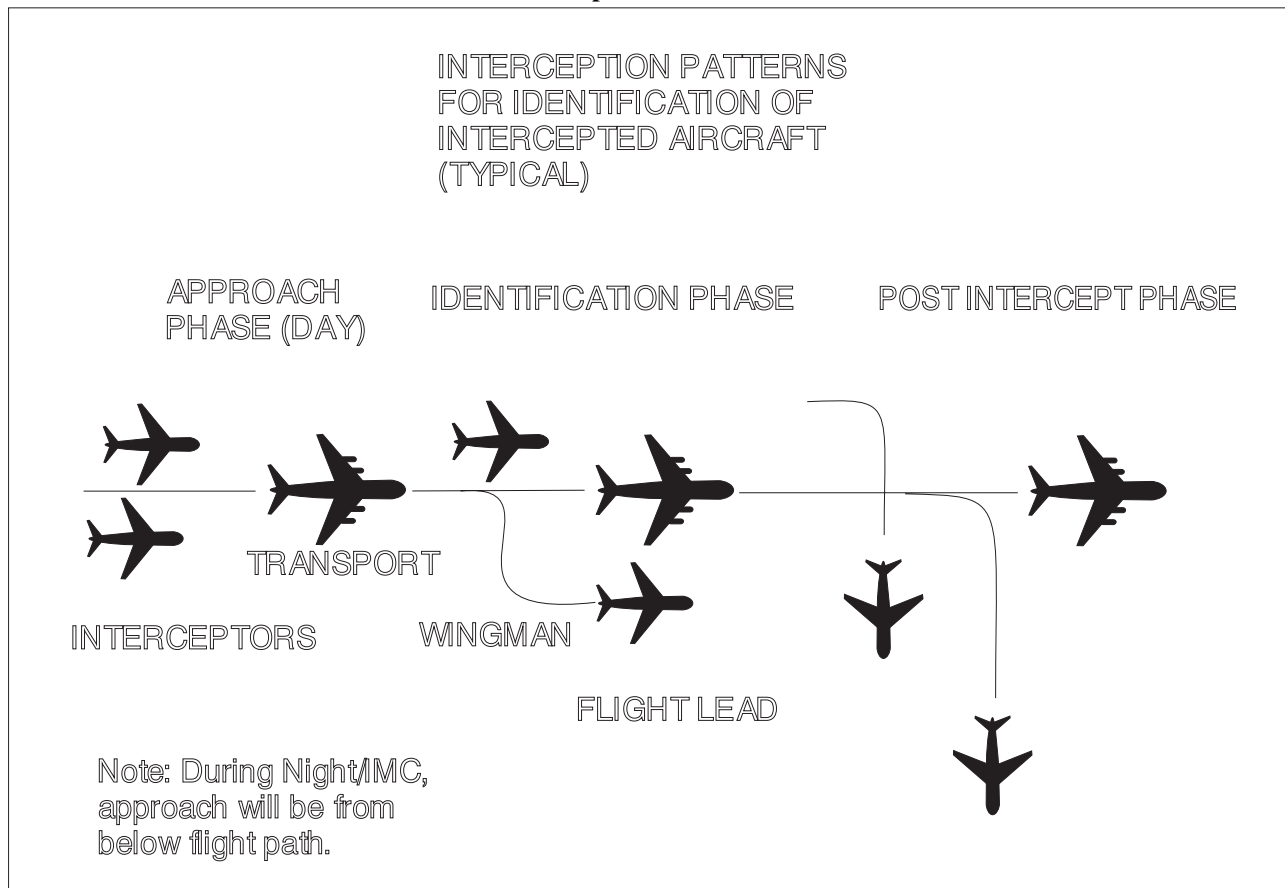 INTERCEPTION PATTERNS
FOR IDENTIFICATION OF
INTERCEPTED AIRCRAFT
(TYPICAL)
APPROACH
PHASE (DAY)
IDENTIFICATION PHASE
POST INTERCEPT PHASE
TRANSPORT
INTERCEPTORS
WINGMAN
FLIGHT LEAD
Note: During Night/IMC,
approach will be from
below flight path.